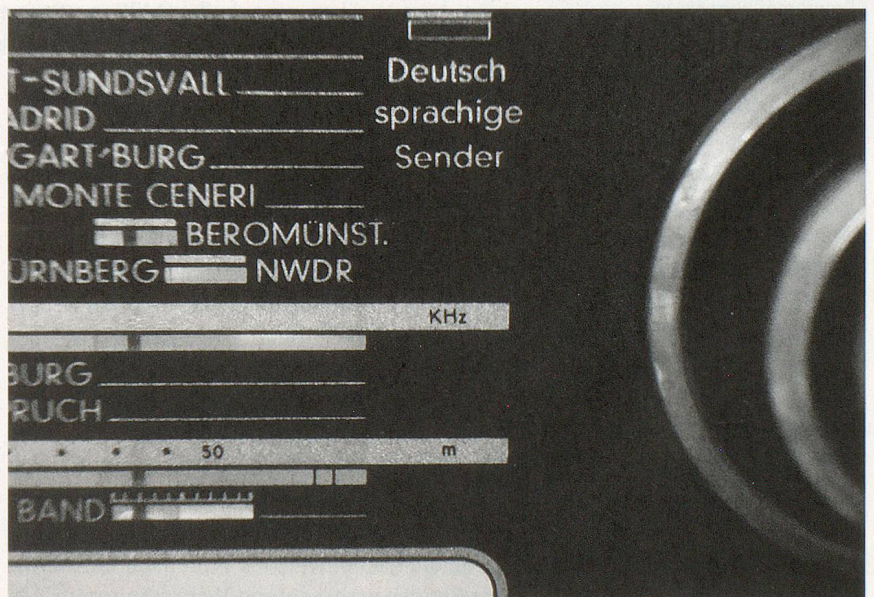 T-SUNDSVALL
ADRID
GART-BURG
MONTE CENERI
BEROMÜNST.
ÜRNBERG NWDR
Deutsch
sprachige
Sender
KHz
BURG
RUCH
50 m
BAND